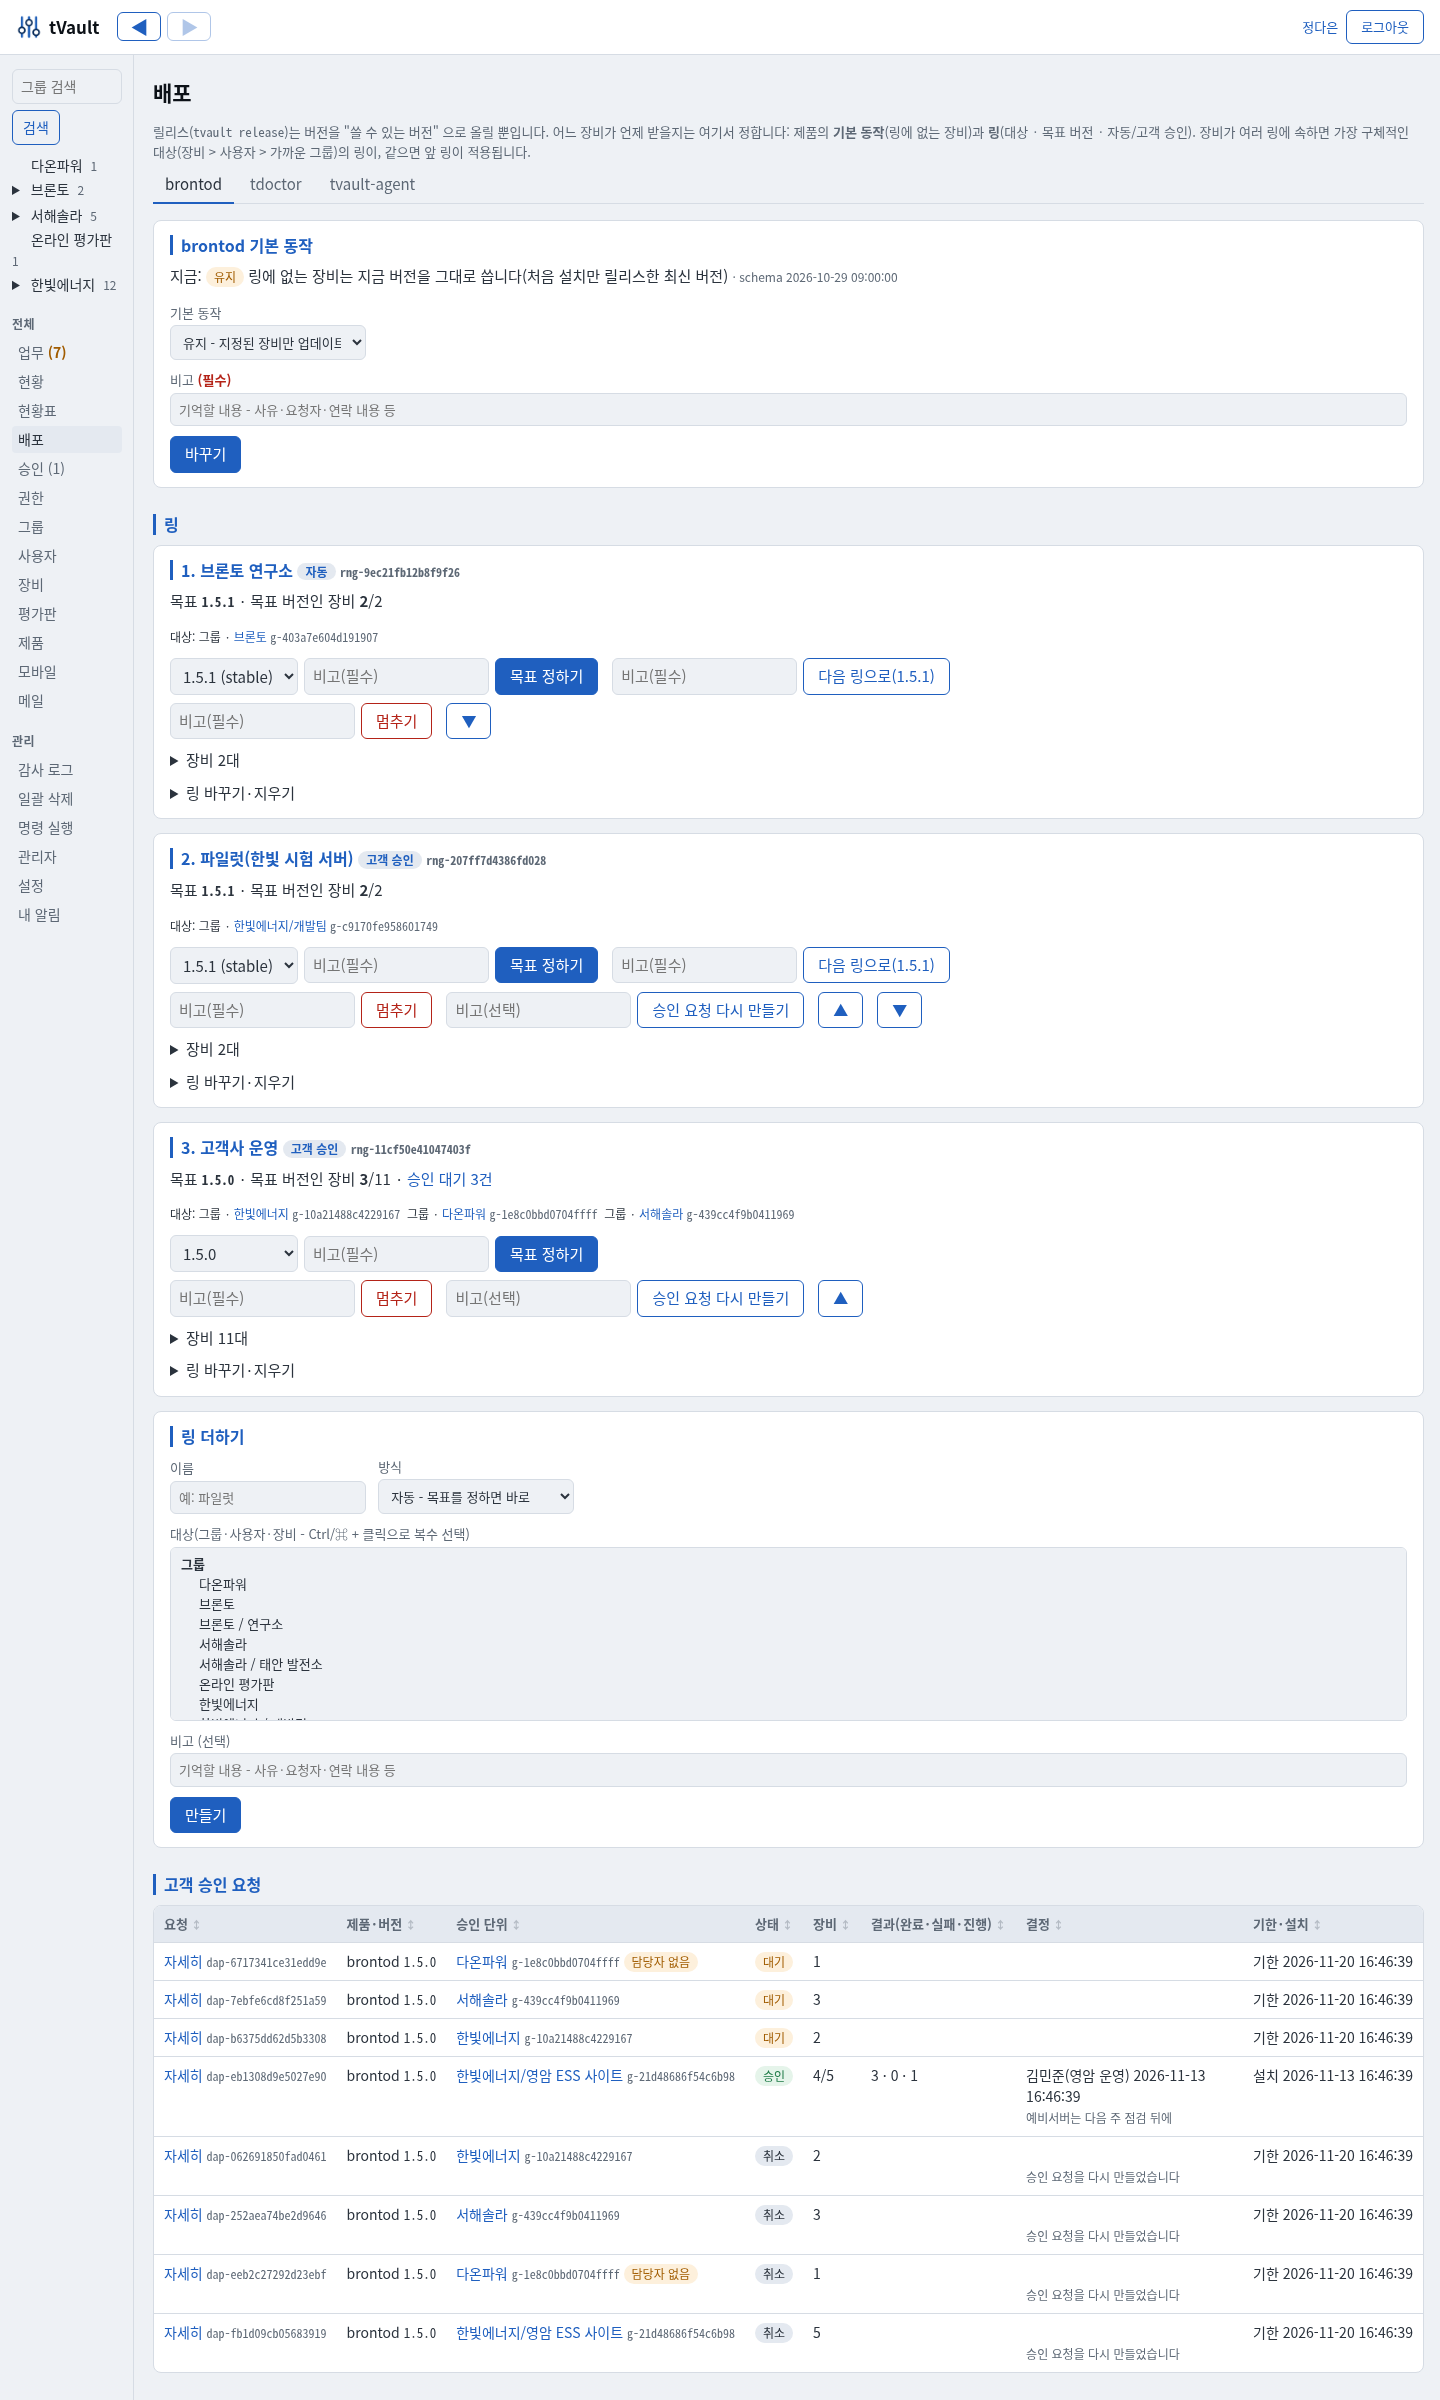 tVault ◀ ▶ 정다은 로그아웃
그룹 검색
검색
다온파워 1
▶ 브론토 2
▶ 서해솔라 5
온라인 평가판
1
▶ 한빛에너지 12
전체
업무 (7)
현황
현황표
배포
승인 (1)
권한
그룹
사용자
장비
평가판
제품
모바일
메일
관리
감사 로그
일괄 삭제
명령 실행
관리자
설정
내 알림
배포
릴리스(tvault release)는 버전을 "쓸 수 있는 버전" 으로 올릴 뿐입니다. 어느 장비가 언제 받을지는 여기서 정합니다: 제품의 기본 동작(링에 없는 장비)과 링(대상 · 목표 버전 · 자동/고객 승인). 장비가 여러 링에 속하면 가장 구체적인
대상(장비 > 사용자 > 가까운 그룹)의 링이, 같으면 앞 링이 적용됩니다.
brontod tdoctor tvault-agent
brontod 기본 동작
지금: 유지 링에 없는 장비는 지금 버전을 그대로 씁니다(처음 설치만 릴리스한 최신 버전) · schema 2026-10-29 09:00:00
기본 동작
유지 - 지정된 장비만 업데이트
비고 (필수)
기억할 내용 - 사유·요청자·연락 내용 등
바꾸기
링
1. 브론토 연구소 자동 rng-9ec21fb12b8f9f26
목표 1.5.1 · 목표 버전인 장비 2/2
대상: 그룹 · 브론토 g-403a7e604d191907
1.5.1 (stable) 비고(필수) 목표 정하기 비고(필수) 다음 링으로(1.5.1)
비고(필수) 멈추기 ▼
▶ 장비 2대
▶ 링 바꾸기·지우기
2. 파일럿(한빛 시험 서버) 고객 승인 rng-207ff7d4386fd028
목표 1.5.1 · 목표 버전인 장비 2/2
대상: 그룹 · 한빛에너지/개발팀 g-c9170fe958601749
1.5.1 (stable) 비고(필수) 목표 정하기 비고(필수) 다음 링으로(1.5.1)
비고(필수) 멈추기 비고(선택) 승인 요청 다시 만들기 ▲ ▼
▶ 장비 2대
▶ 링 바꾸기·지우기
3. 고객사 운영 고객 승인 rng-11cf50e41047403f
목표 1.5.0 · 목표 버전인 장비 3/11 · 승인 대기 3건
대상: 그룹 · 한빛에너지 g-10a21488c4229167 그룹 · 다온파워 g-1e8c0bbd0704ffff 그룹 · 서해솔라 g-439cc4f9b0411969
1.5.0 비고(필수) 목표 정하기
비고(필수) 멈추기 비고(선택) 승인 요청 다시 만들기 ▲
▶ 장비 11대
▶ 링 바꾸기·지우기
링 더하기
이름 방식
예: 파일럿 자동 - 목표를 정하면 바로
대상(그룹·사용자·장비 - Ctrl/⌘ + 클릭으로 복수 선택)
그룹
다온파워
브론토
브론토 / 연구소
서해솔라
서해솔라 / 태안 발전소
온라인 평가판
한빛에너지
비고 (선택)
기억할 내용 - 사유·요청자·연락 내용 등
만들기
고객 승인 요청
요청 ↕ 제품·버전 ↕ 승인 단위 ↕ 상태 ↕ 장비 ↕ 결과(완료·실패·진행) ↕ 결정 ↕ 기한·설치 ↕
자세히 dap-6717341ce31edd9e brontod 1.5.0 다온파워 g-1e8c0bbd0704ffff 담당자 없음 대기 1 기한 2026-11-20 16:46:39
자세히 dap-7ebfe6cd8f251a59 brontod 1.5.0 서해솔라 g-439cc4f9b0411969 대기 3 기한 2026-11-20 16:46:39
자세히 dap-b6375dd62d5b3308 brontod 1.5.0 한빛에너지 g-10a21488c4229167 대기 2 기한 2026-11-20 16:46:39
자세히 dap-eb1308d9e5027e90 brontod 1.5.0 한빛에너지/영암 ESS 사이트 g-21d48686f54c6b98 승인 4/5 3 · 0 · 1 김민준(영암 운영) 2026-11-13 설치 2026-11-13 16:46:39
16:46:39
예비서버는 다음 주 점검 뒤에
자세히 dap-062691850fad0461 brontod 1.5.0 한빛에너지 g-10a21488c4229167 취소 2 기한 2026-11-20 16:46:39
승인 요청을 다시 만들었습니다
자세히 dap-252aea74be2d9646 brontod 1.5.0 서해솔라 g-439cc4f9b0411969 취소 3 기한 2026-11-20 16:46:39
승인 요청을 다시 만들었습니다
자세히 dap-eeb2c27292d23ebf brontod 1.5.0 다온파워 g-1e8c0bbd0704ffff 담당자 없음 취소 1 기한 2026-11-20 16:46:39
승인 요청을 다시 만들었습니다
자세히 dap-fb1d09cb05683919 brontod 1.5.0 한빛에너지/영암 ESS 사이트 g-21d48686f54c6b98 취소 5 기한 2026-11-20 16:46:39
승인 요청을 다시 만들었습니다